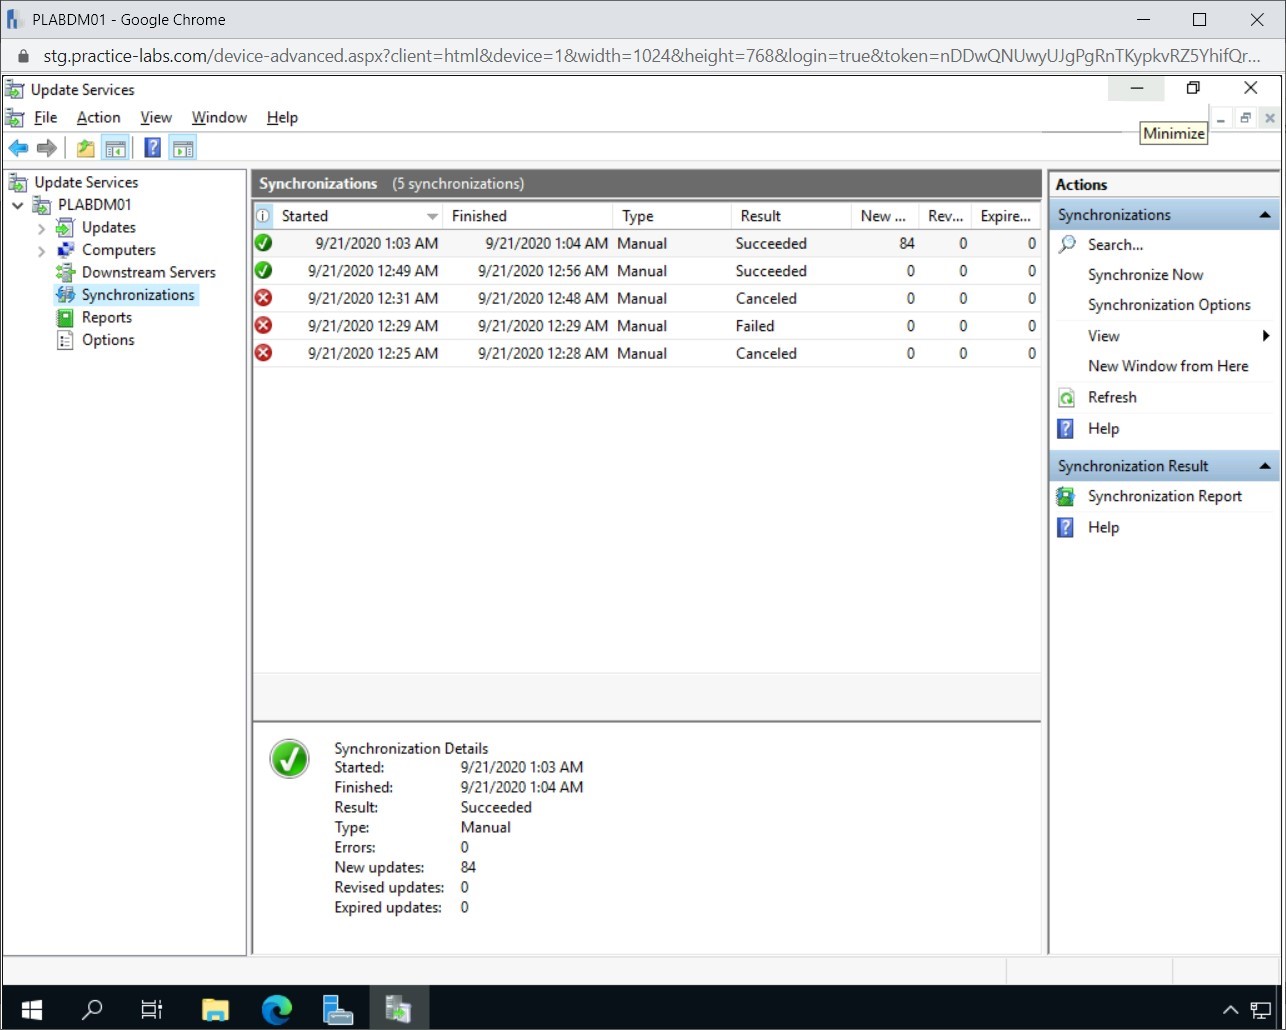 PLABDM01 - Google Chrome
stg.practice-labs.com/device-advanced.aspx?client=html&device=1&width=1024&height=768&login=true&token=nDDwQNUwyUJgPgRnTKypkvRZ5YhifQr...
Update Services
File Action View Window Help
Minimize
Update Services
PLABDM01
Updates
Computers
Downstream Servers
Synchronizations
Reports
Options
Synchronizations (5 synchronizations)
Started Finished Type Result New ... Rev... Expire...
9/21/2020 1:03 AM 9/21/2020 1:04 AM Manual Succeeded 84 0 0
9/21/2020 12:49 AM 9/21/2020 12:56 AM Manual Succeeded 0 0 0
9/21/2020 12:31 AM 9/21/2020 12:48 AM Manual Canceled 0 0 0
9/21/2020 12:29 AM 9/21/2020 12:29 AM Manual Failed 0 0 0
9/21/2020 12:25 AM 9/21/2020 12:28 AM Manual Canceled 0 0 0
Synchronization Details
Started: 9/21/2020 1:03 AM
Finished: 9/21/2020 1:04 AM
Result: Succeeded
Type: Manual
Errors: 0
New updates: 84
Revised updates: 0
Expired updates: 0
Actions
Synchronizations
Search...
Synchronize Now
Synchronization Options
View
New Window from Here
Refresh
Help
Synchronization Result
Synchronization Report
Help